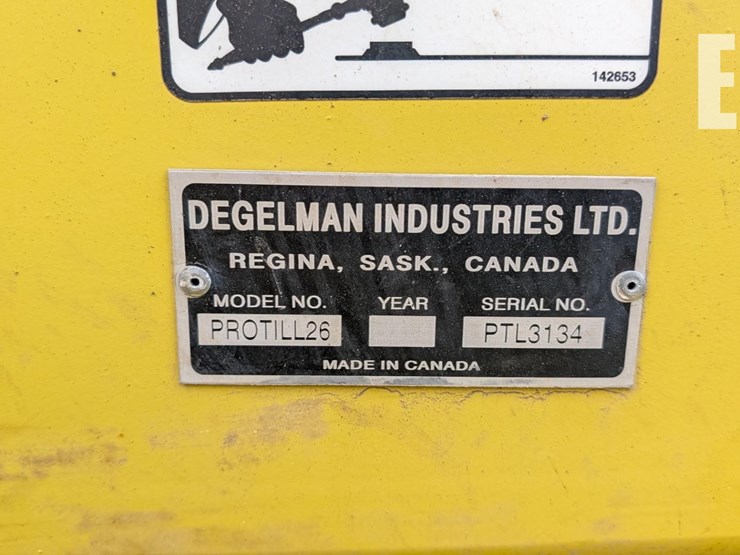 142653
E
DEGELMAN INDUSTRIES LTD.
REGINA, SASK., CANADA
MODEL NO. YEAR SERIAL NO.
PROTILL26 PTL3134
MADE IN CANADA